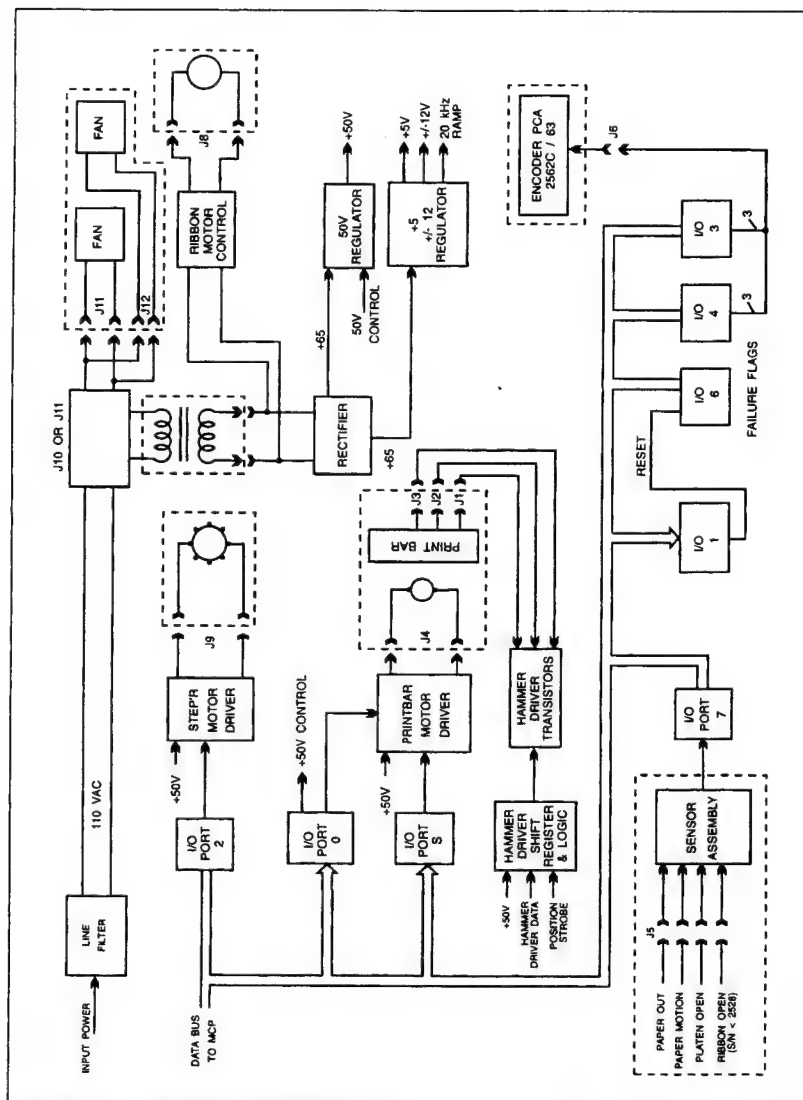 INPUT POWER
LINE
FILTER
110 VAC
J10 OR J11
J11
J12
FAN
FAN
J8
RIBBON
MOTOR
CONTROL
RECTIFIER
+65
+65
50V
CONTROL
50V
REGULATOR
+50V
+5
+/- 12
REGULATOR
+5V
+/-12V
20 kHz
RAMP
DATA BUS
TO MCP
I/O
PORT
2
+50V
STEP'R
MOTOR
DRIVER
J9
I/O
PORT
0
+50V CONTROL
+50V
I/O
PORT
S
PRINTBAR
MOTOR
DRIVER
J4
PRINT BAR
J3
J2
J1
+50V
HAMMER
DRIVER DATA
POSITION
STROBE
HAMMER
DRIVER
SHIFT
REGISTER
& LOGIC
HAMMER
DRIVER
TRANSISTORS
ENCODER PCA
2562C / 63
J6
PAPER OUT
PAPER MOTION
PLATEN OPEN
RIBBON OPEN
(S/N < 2528)
J5
SENSOR
ASSEMBLY
I/O
PORT
7
I/O
1
RESET
I/O
6
I/O
4
I/O
3
3
3
FAILURE FLAGS